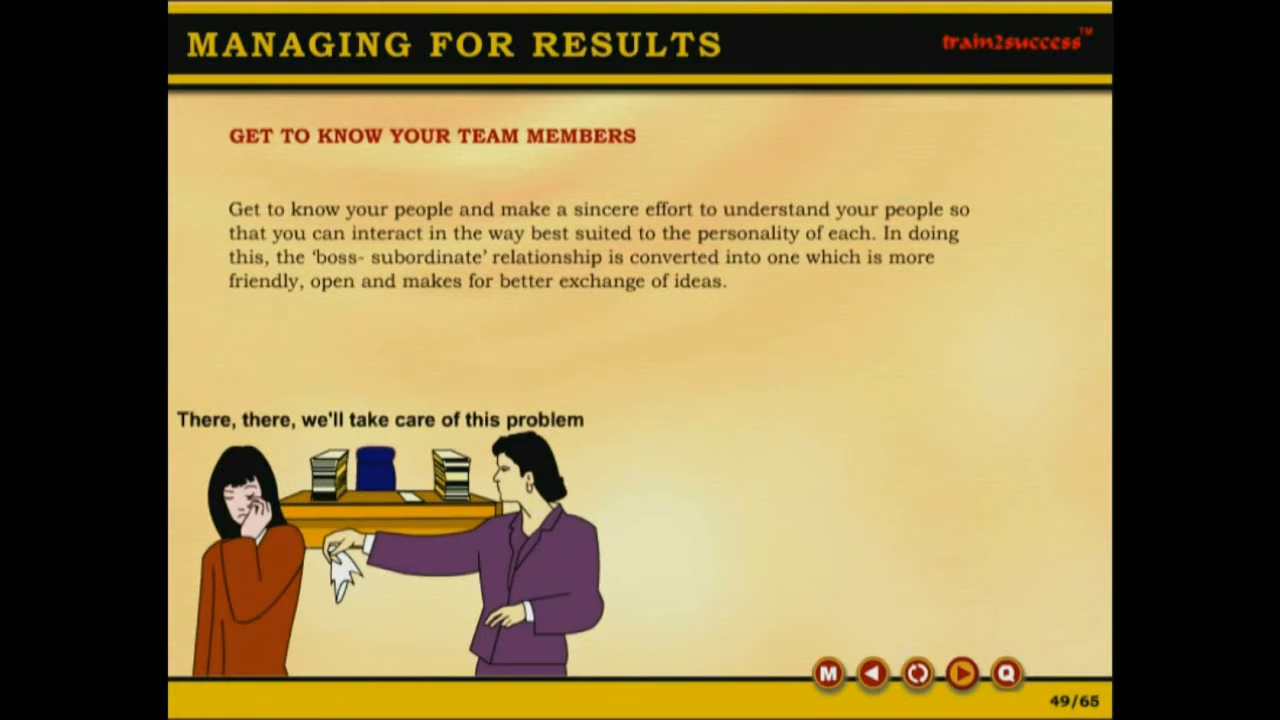 MANAGING FOR RESULTS
train2success™
GET TO KNOW YOUR TEAM MEMBERS
Get to know your people and make a sincere effort to understand your people so
that you can interact in the way best suited to the personality of each. In doing
this, the ‘boss- subordinate’ relationship is converted into one which is more
friendly, open and makes for better exchange of ideas.
There, there, we'll take care of this problem
M
Q
49/65